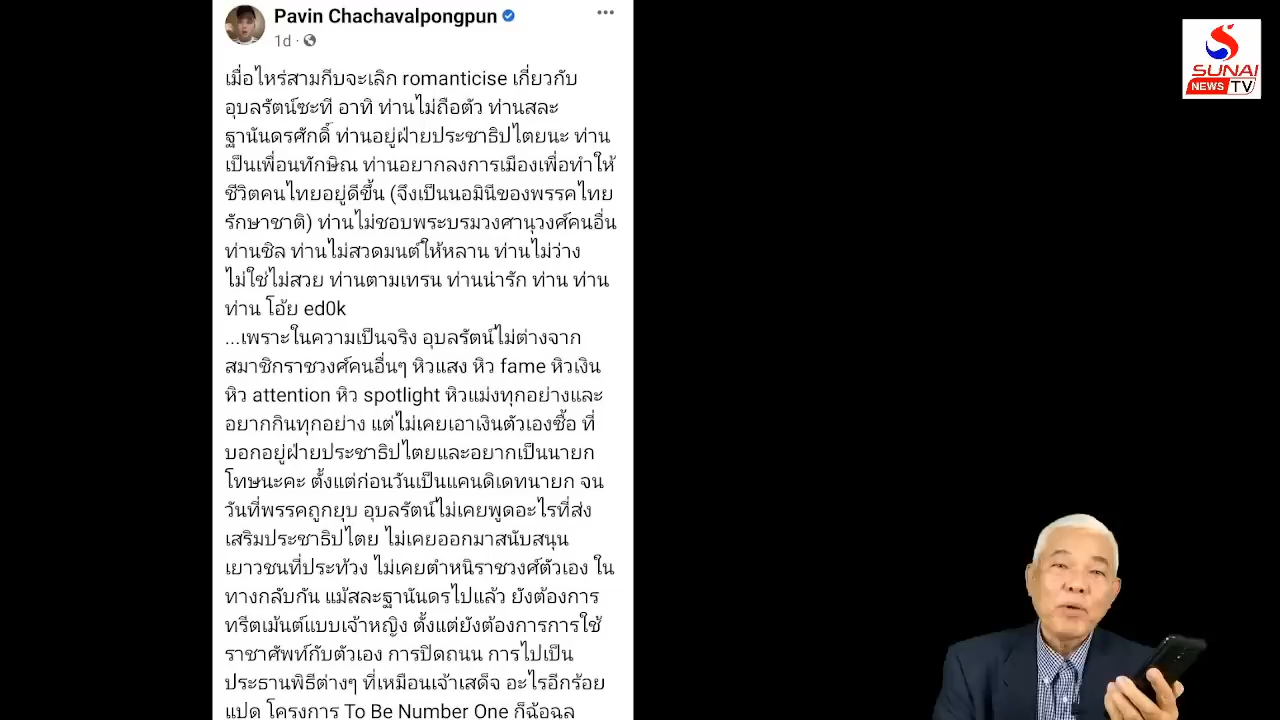 Pavin Chachavalpongpun
1d
เมื่อไหร่สามกีบจะเลิก romanticise เกี่ยวกับ
อุบลรัตน์ซะที อาทิ ท่านไม่ถือตัว ท่านสละ
ฐานันดรศักดิ์ ท่านอยู่ฝ่ายประชาธิปไตยนะ ท่าน
เป็นเพื่อนทักษิณ ท่านอยากลงการเมืองเพื่อทำให้
ชีวิตคนไทยอยู่ดีขึ้น (จึงเป็นนอมินีของพรรคไทย
รักษาชาติ) ท่านไม่ชอบพระบรมวงศานุวงศ์คนอื่น
ท่านชิล ท่านไม่สวดมนต์ให้หลาน ท่านไม่ว่าง
ไม่ใช่ไม่สวย ท่านตามเทรน ท่านน่ารัก ท่าน ท่าน
ท่าน โอ้ย ed0k
...เพราะในความเป็นจริง อุบลรัตน์ไม่ต่างจาก
สมาชิกราชวงศ์คนอื่นๆ หิวแสง หิว fame หิวเงิน
หิว attention หิว spotlight หิวแม่งทุกอย่างและ
อยากกินทุกอย่าง แต่ไม่เคยเอาเงินตัวเองซื้อ ที่
บอกอยู่ฝ่ายประชาธิปไตยและอยากเป็นนายก
โทษนะคะ ตั้งแต่ก่อนวันเป็นแคนดิเดทนายก จน
วันที่พรรคถูกยุบ อุบลรัตน์ไม่เคยพูดอะไรที่ส่ง
เสริมประชาธิปไตย ไม่เคยออกมาสนับสนุน
เยาวชนที่ประท้วง ไม่เคยตำหนิราชวงศ์ตัวเอง ใน
ทางกลับกัน แม้สละฐานันดรไปแล้ว ยังต้องการ
ทรีตเม้นต์แบบเจ้าหญิง ตั้งแต่ยังต้องการการใช้
ราชาศัพท์กับตัวเอง การปิดถนน การไปเป็น
ประธานพิธีต่างๆ ที่เหมือนเจ้าเสด็จ อะไรอีกร้อย
แปด โครงการ To Be Number One ก็ฉ้อฉล
SUNAI
NEWS TV